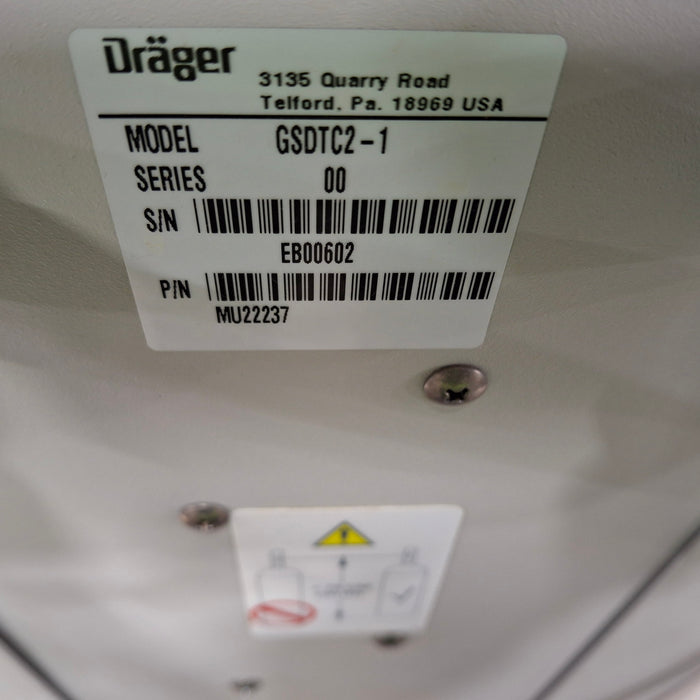 Dräger
3135 Quarry Road
Telford, Pa. 18969 USA
MODEL GSDTC2-1
SERIES 00
S/N
EB00602
P/N
MU22237